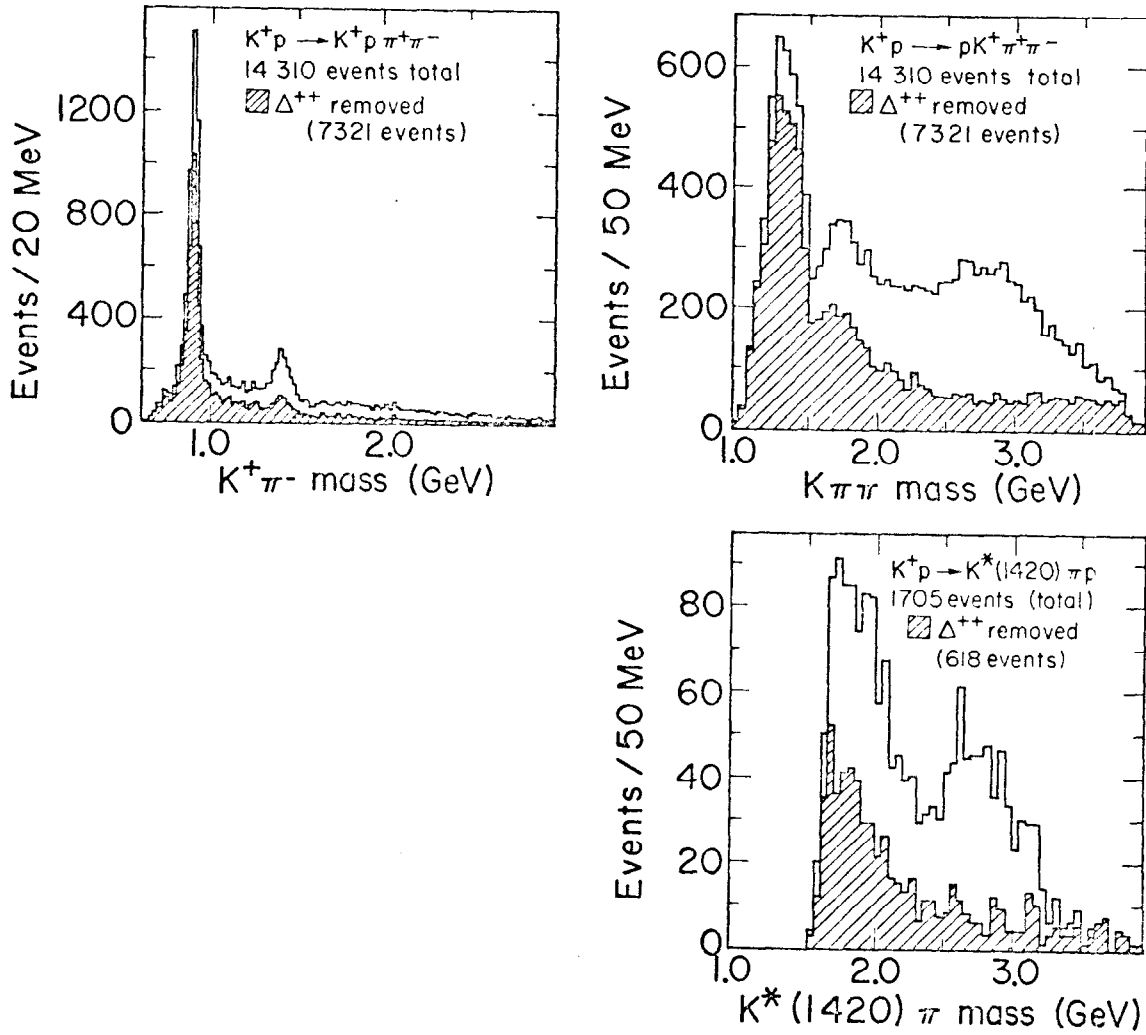 K⁺p → K⁺p π⁺π⁻
14 310 events total
Δ⁺⁺ removed
(7321 events)
1200
800
400
0
1.0
2.0
Events / 20 MeV
K⁺π⁻ mass (GeV)
K⁺p → pK⁺π⁺π⁻
14 310 events total
Δ⁺⁺ removed
(7321 events)
600
400
200
0
1.0
2.0
3.0
Events / 50 MeV
Kππ mass (GeV)
K⁺p → K*(1420) πp
1705 events (total)
Δ⁺⁺ removed
(618 events)
80
60
40
20
0
1.0
2.0
3.0
Events / 50 MeV
K*(1420) π mass (GeV)